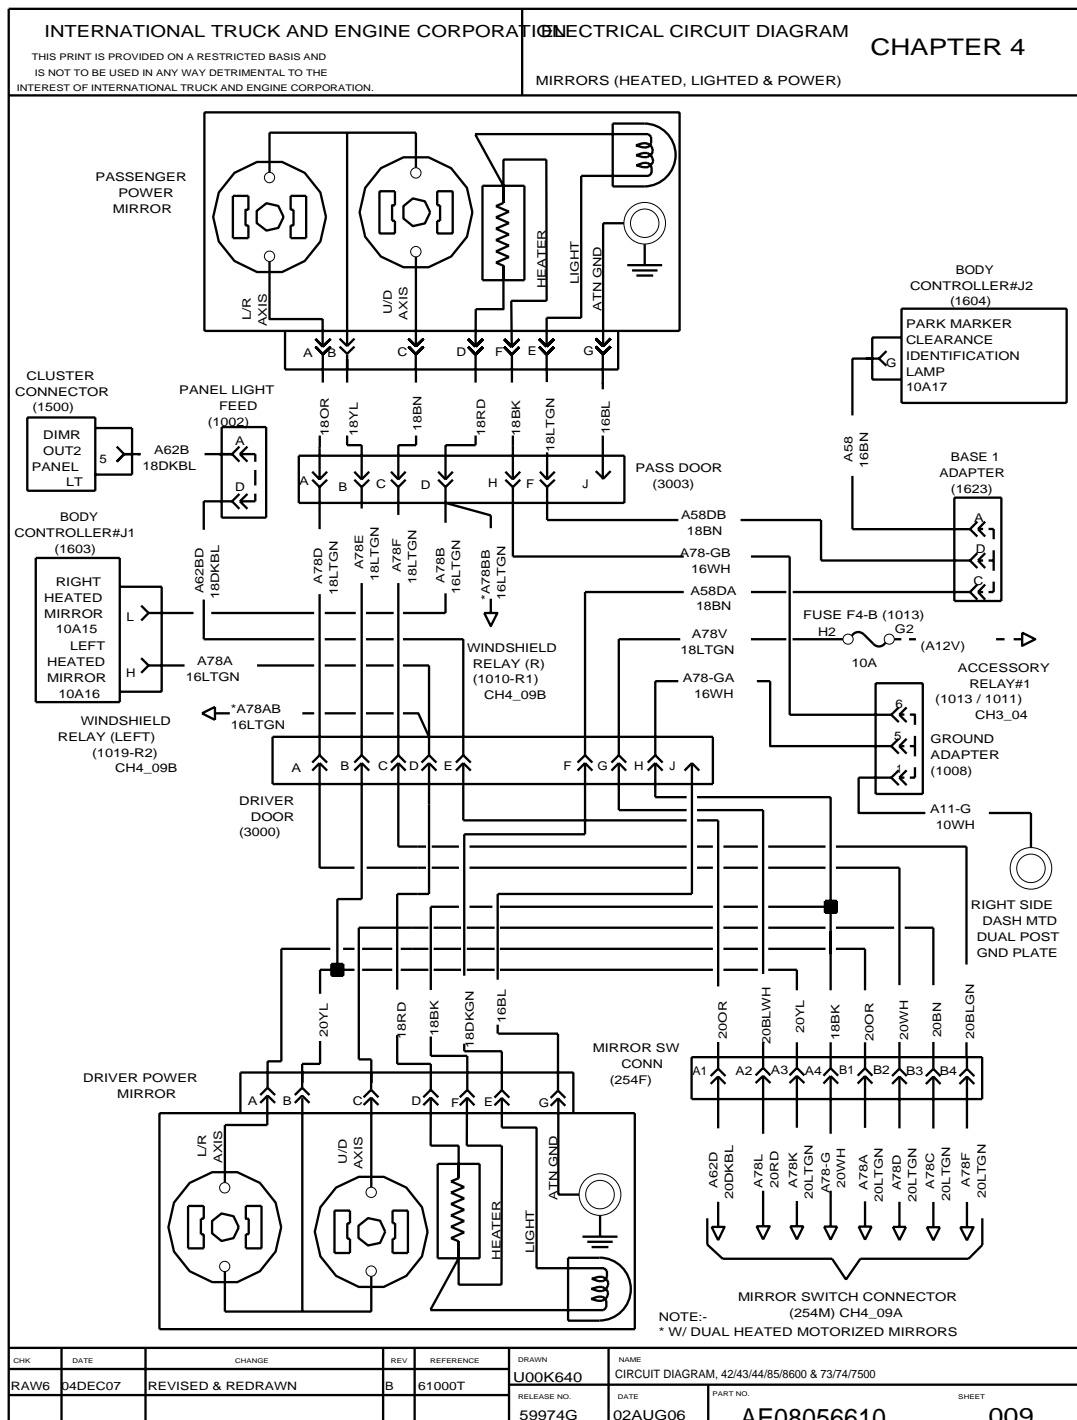 INTERNATIONAL TRUCK AND ENGINE CORPORATION
ELECTRICAL CIRCUIT DIAGRAM
CHAPTER 4
THIS PRINT IS PROVIDED ON A RESTRICTED BASIS AND
IS NOT TO BE USED IN ANY WAY DETRIMENTAL TO THE
INTEREST OF INTERNATIONAL TRUCK AND ENGINE CORPORATION.
MIRRORS (HEATED, LIGHTED & POWER)
PASSENGER
POWER
MIRROR
L/R
AXIS
U/D
AXIS
HEATER
LIGHT
ATN GND
A
B
C
D
F
E
G
BODY
CONTROLLER#J2
(1604)
PARK MARKER
CLEARANCE
IDENTIFICATION
LAMP
10A17
G
CLUSTER
CONNECTOR
(1500)
DIMR
OUT2
PANEL
LT
5
A62B
18DKBL
PANEL LIGHT
FEED
(1002)
A
D
18OR
18YL
18BN
18RD
18BK
18LTGN
16BL
A58
16BN
PASS DOOR
(3003)
A
B
C
D
H
F
J
BASE 1
ADAPTER
(1623)
A
D
C
BODY
CONTROLLER#J1
(1603)
RIGHT
HEATED
MIRROR
10A15
LEFT
HEATED
MIRROR
10A16
L
H
A62BD
18DKBL
A78D
18LTGN
A78E
18LTGN
A78F
18LTGN
A78B
16LTGN
*A78BB
16LTGN
A58DB
18BN
A78-GB
16WH
A58DA
18BN
A78V
18LTGN
A78-GA
16WH
FUSE F4-B (1013)
H2
G2
(A12V)
10A
ACCESSORY
RELAY#1
(1013 / 1011)
CH3_04
WINDSHIELD
RELAY (R)
(1010-R1)
CH4_09B
A78A
16LTGN
*A78AB
16LTGN
WINDSHIELD
RELAY (LEFT)
(1019-R2)
CH4_09B
6
5
1
GROUND
ADAPTER
(1008)
A
B
C
D
E
F
G
H
J
DRIVER
DOOR
(3000)
A11-G
10WH
RIGHT SIDE
DASH MTD
DUAL POST
GND PLATE
20YL
18RD
18BK
18DKGN
16BL
20OR
20BLWH
20YL
18BK
20OR
20WH
20BN
20BLGN
MIRROR SW
CONN
(254F)
A1
A2
A3
A4
B1
B2
B3
B4
DRIVER POWER
MIRROR
A
B
C
D
F
E
G
L/R
AXIS
U/D
AXIS
HEATER
LIGHT
ATN GND
A62D
20DKBL
A78L
20RD
A78K
20LTGN
A78-G
20WH
A78A
20LTGN
A78D
20LTGN
A78C
20LTGN
A78F
20LTGN
MIRROR SWITCH CONNECTOR
(254M) CH4_09A
NOTE:-
* W/ DUAL HEATED MOTORIZED MIRRORS
CHK DATE CHANGE REV REFERENCE
RAW6 04DEC07 REVISED & REDRAWN B 61000T
DRAWN
U00K640
NAME
CIRCUIT DIAGRAM, 42/43/44/85/8600 & 73/74/7500
RELEASE NO.
59974G
DATE
02AUG06
PART NO.
AE08056610
SHEET
009